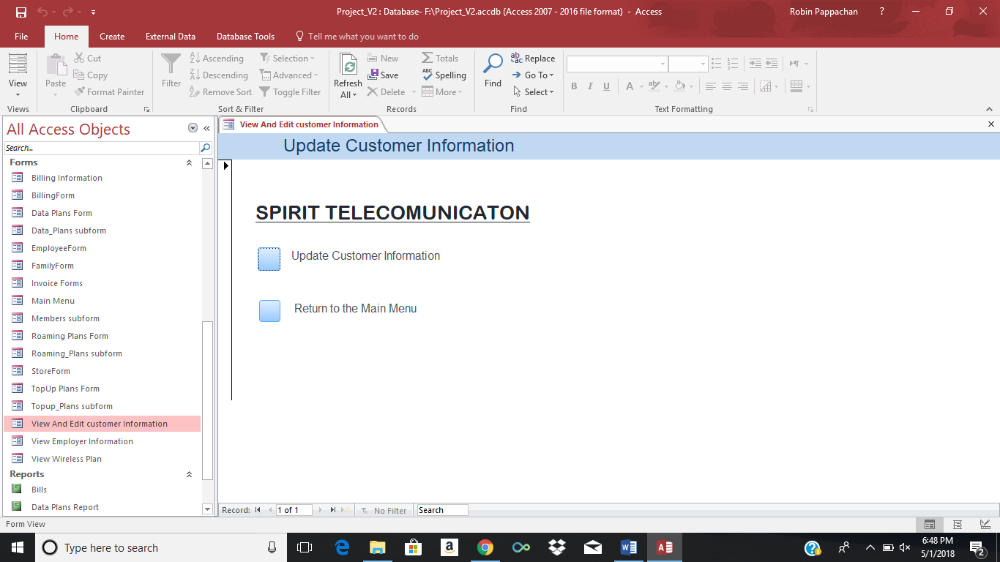 Project_V2 : Database- F:\Project_V2.accdb (Access 2007 - 2016 file format) - Access
Robin Pappachan
?
File
Home
Create
External Data
Database Tools
Tell me what you want to do
View
Paste
Cut
Copy
Format Painter
Filter
Ascending
Descending
Remove Sort
Selection
Advanced
Toggle Filter
Refresh
All
New
Save
Delete
Totals
Spelling
More
Find
Replace
Go To
Select
B I U A
Views
Clipboard
Sort & Filter
Records
Find
Text Formatting
All Access Objects
Search...
Forms
Billing Information
BillingForm
Data Plans Form
Data_Plans subform
EmployeeForm
FamilyForm
Invoice Forms
Main Menu
Members subform
Roaming Plans Form
Roaming_Plans subform
StoreForm
TopUp Plans Form
Topup_Plans subform
View And Edit customer Information
View Employer Information
View Wireless Plan
Reports
Bills
Data Plans Report
View And Edit customer Information
Update Customer Information
SPIRIT TELECOMUNICATON
Update Customer Information
Return to the Main Menu
Record: 1 of 1 No Filter Search
Form View
Type here to search
6:48 PM
5/1/2018
2